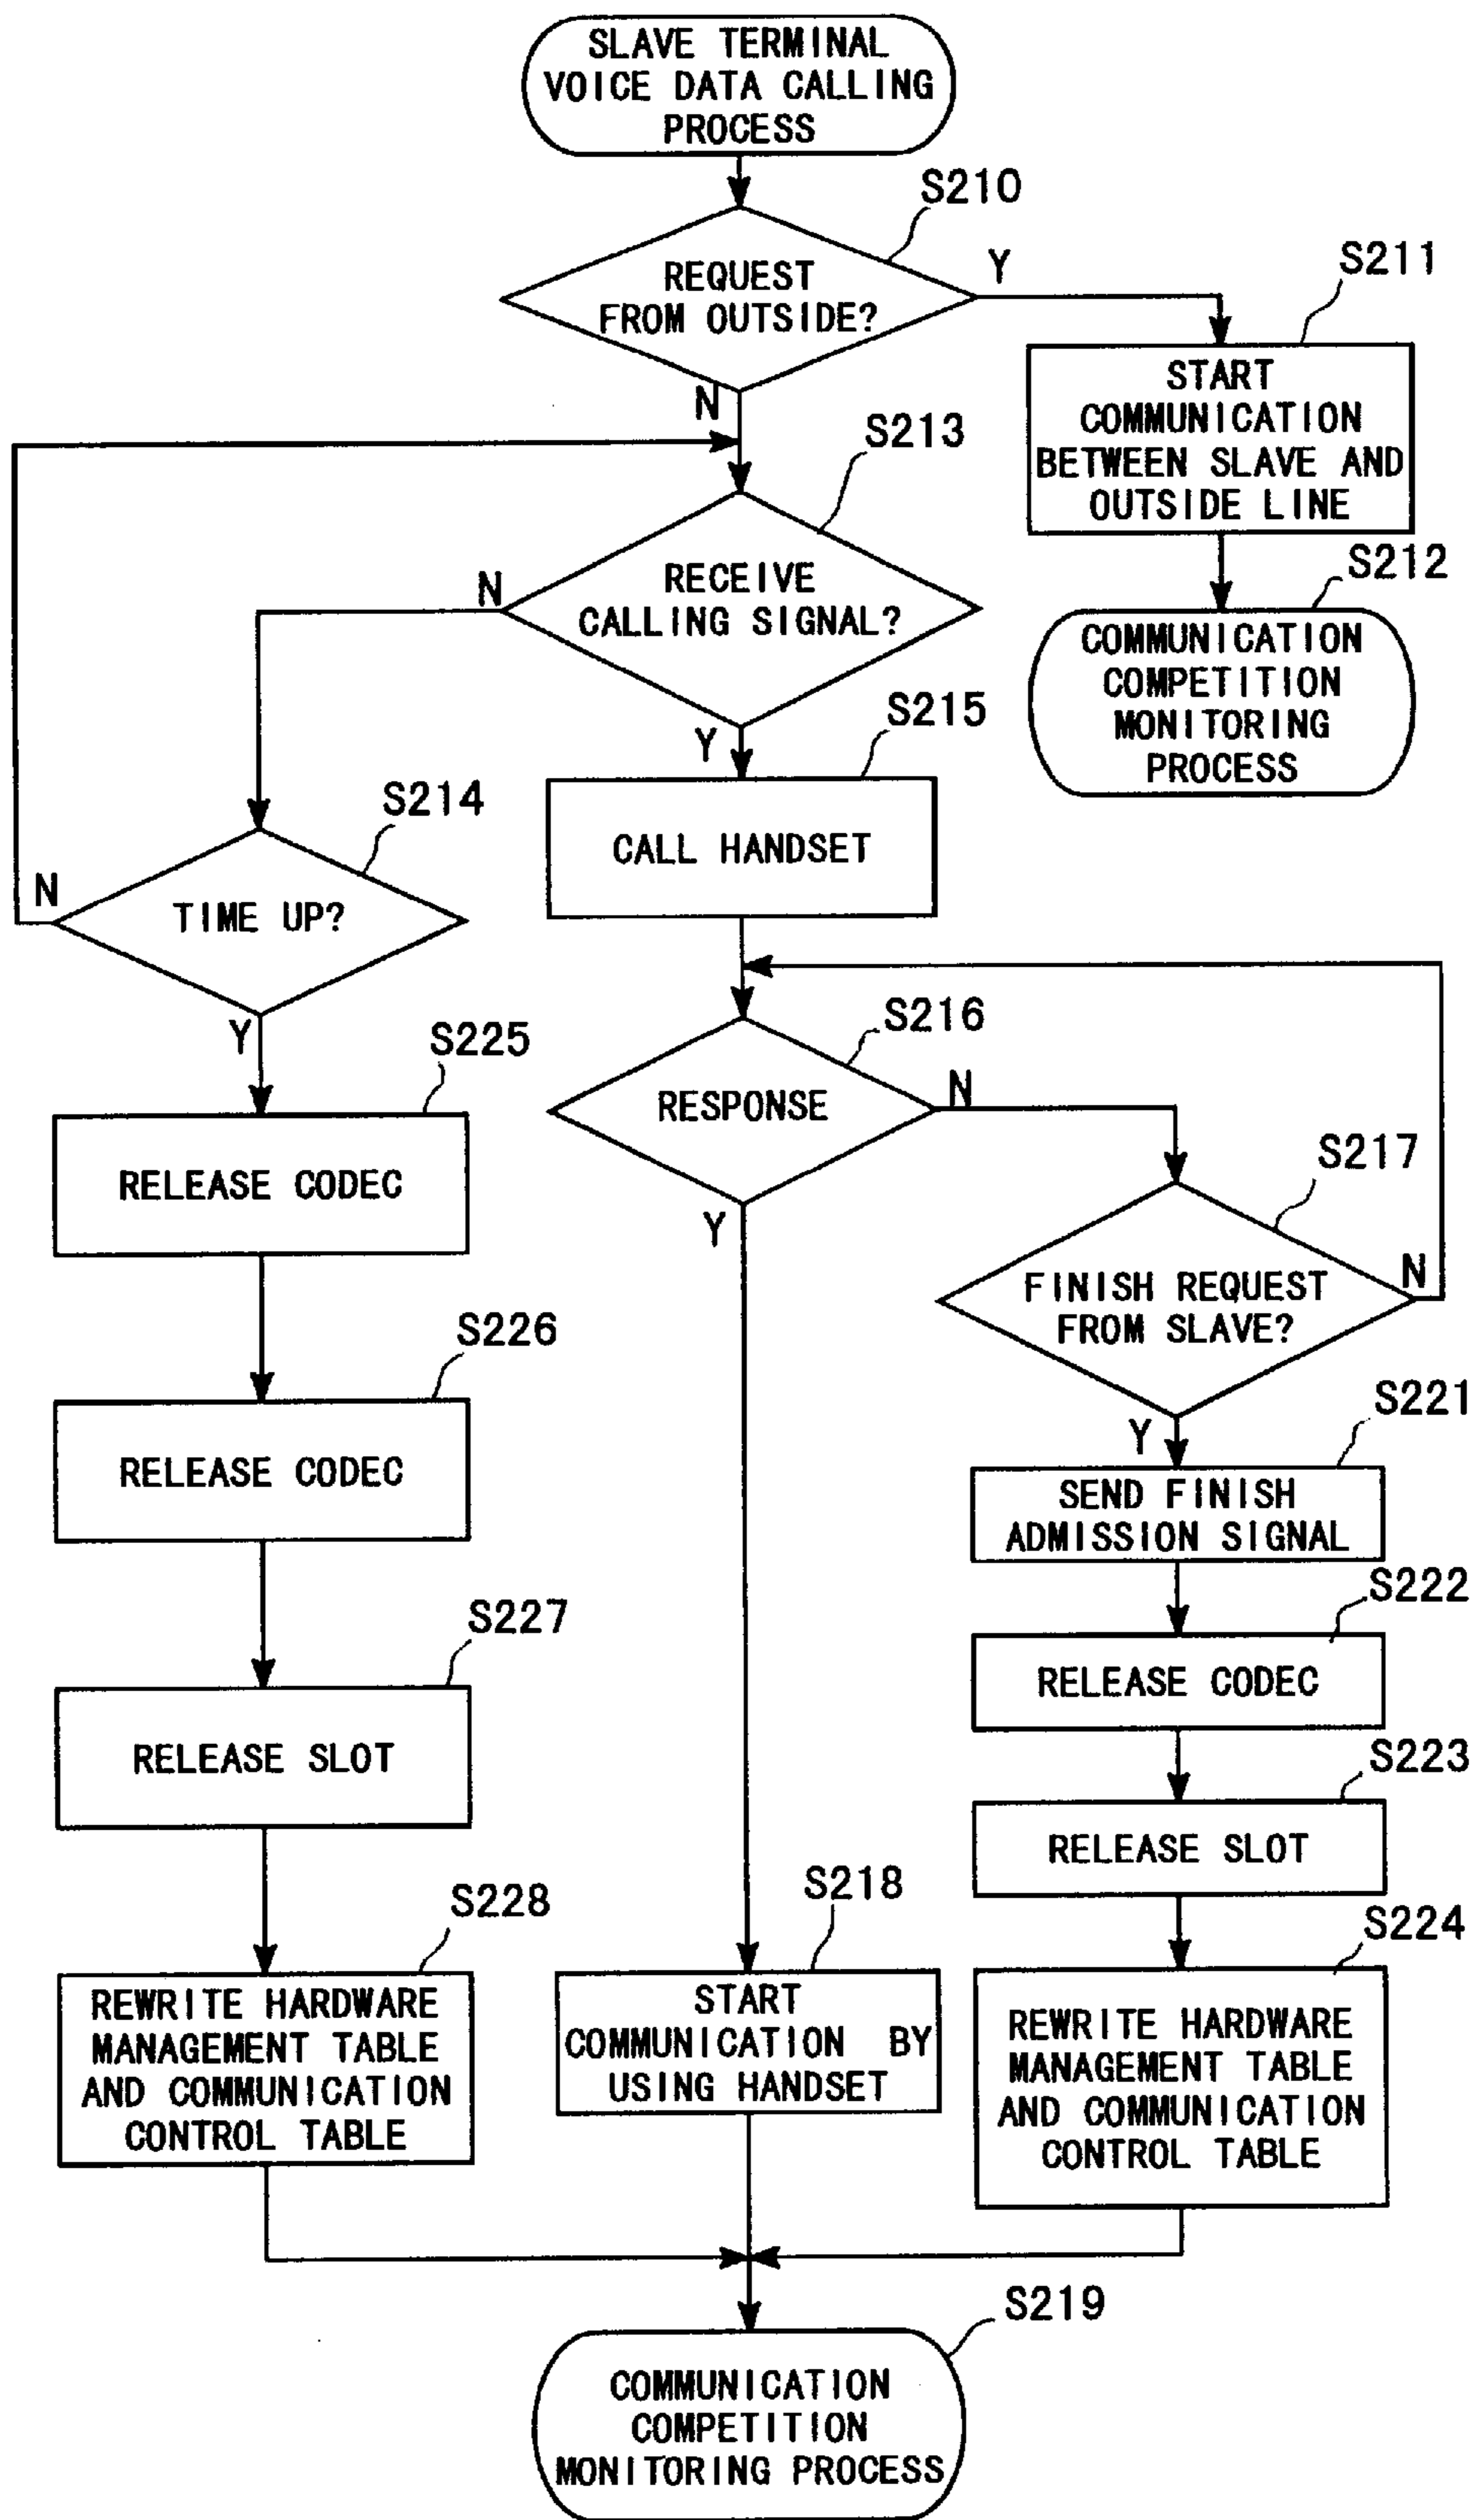 SLAVE TERMINAL
VOICE DATA CALLING
PROCESS
S210
REQUEST
FROM OUTSIDE?
Y
N
S211
START
COMMUNICATION
BETWEEN SLAVE AND
OUTSIDE LINE
S212
COMMUNICATION
COMPETITION
MONITORING
PROCESS
S213
RECEIVE
CALLING SIGNAL?
N
Y
S215
CALL HANDSET
S214
TIME UP?
N
Y
S216
RESPONSE
N
Y
S217
FINISH REQUEST
FROM SLAVE?
N
Y
S225
RELEASE CODEC
S226
RELEASE CODEC
S227
RELEASE SLOT
S228
REWRITE HARDWARE
MANAGEMENT TABLE
AND COMMUNICATION
CONTROL TABLE
S218
START
COMMUNICATION BY
USING HANDSET
S221
SEND FINISH
ADMISSION SIGNAL
S222
RELEASE CODEC
S223
RELEASE SLOT
S224
REWRITE HARDWARE
MANAGEMENT TABLE
AND COMMUNICATION
CONTROL TABLE
S219
COMMUNICATION
COMPETITION
MONITORING PROCESS